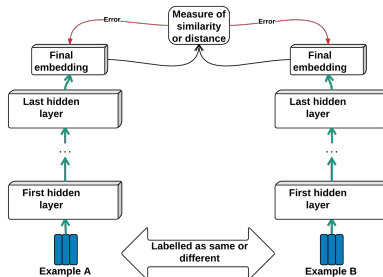 Measure of
similarity
or distance
Error
Error
Final
embedding
Final
embedding
Last hidden
layer
Last hidden
layer
...
...
First hidden
layer
First hidden
layer
Labelled as same or
different
Example A
Example B